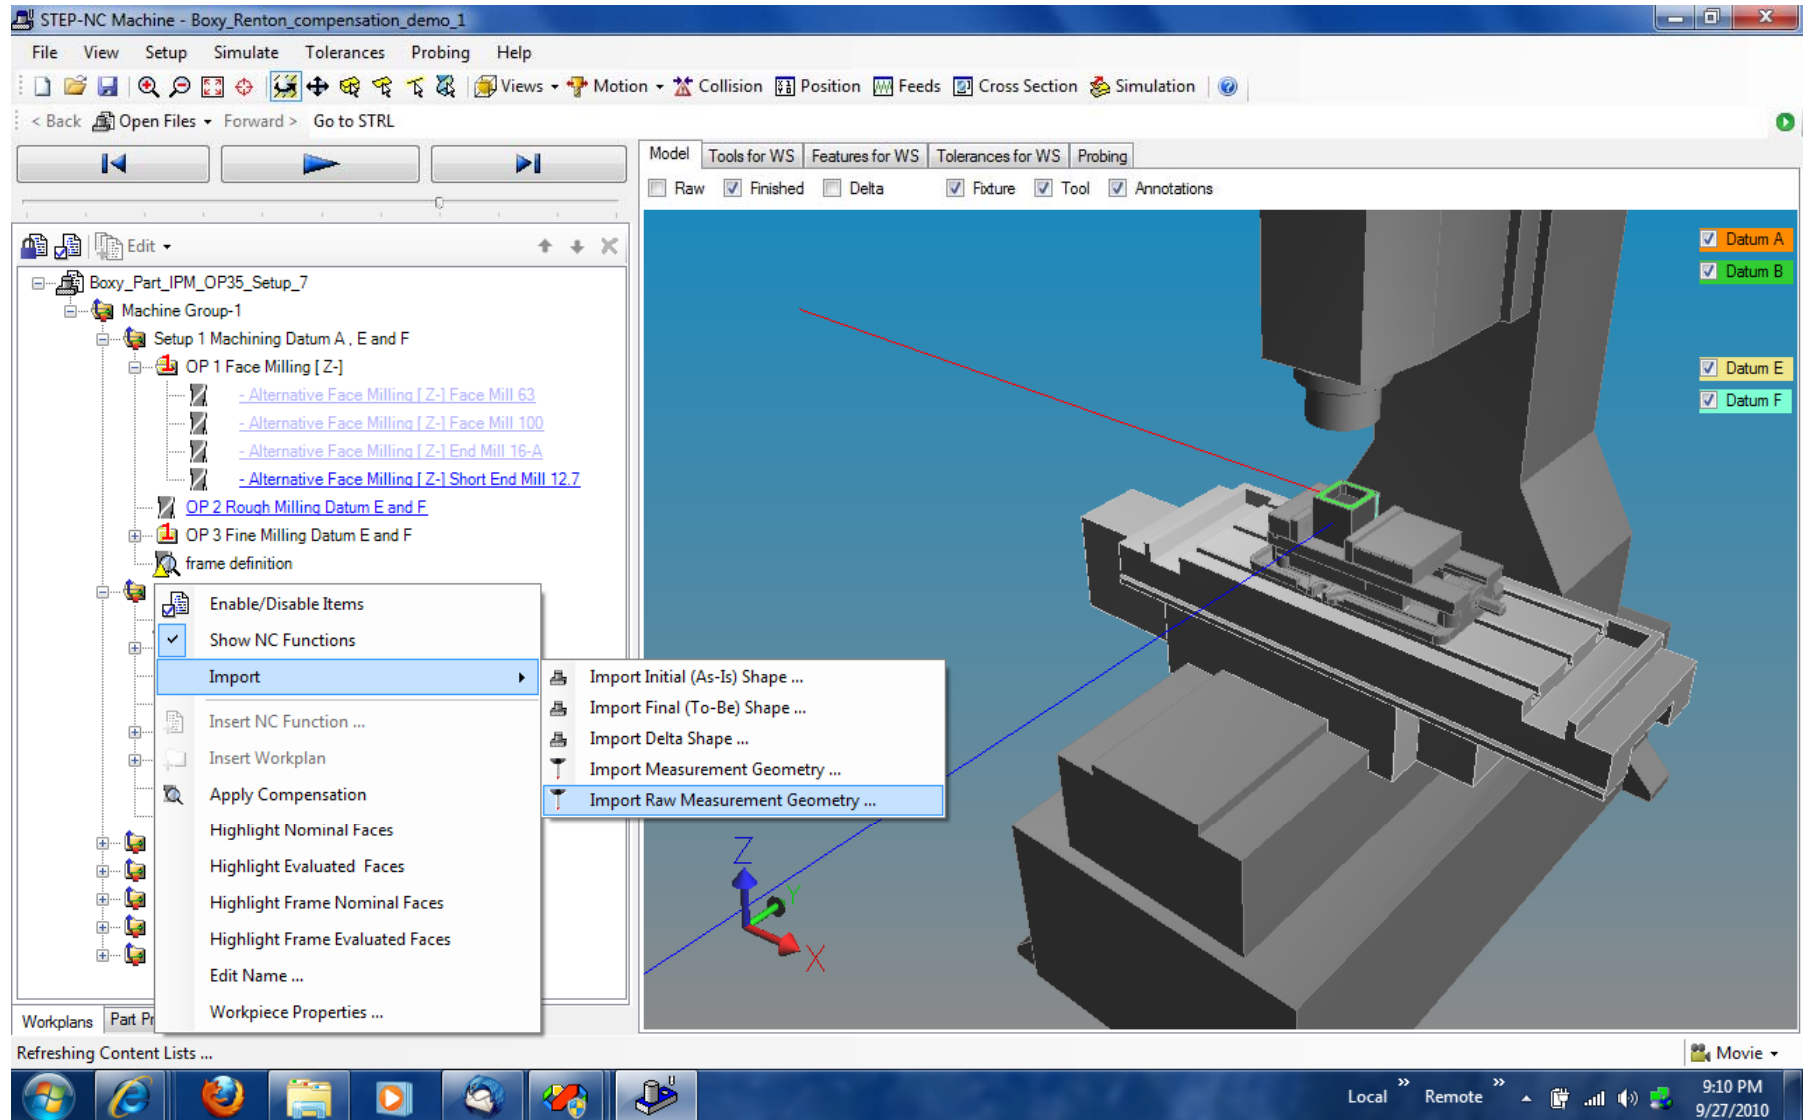 STEP-NC Machine - Boxy_Renton_compensation_demo_1
File View Setup Simulate Tolerances Probing Help
Views Motion Collision Position Feeds Cross Section Simulation
< Back Open Files Forward > Go to STRL
Model Tools for WS Features for WS Tolerances for WS Probing
Raw Finished Delta Fixture Tool Annotations
Edit
Boxy_Part_IPM_OP35_Setup_7
Machine Group-1
Setup 1 Machining Datum A , E and F
OP 1 Face Milling [ Z-]
- Alternative Face Milling [ Z-] Face Mill 63
- Alternative Face Milling [ Z-] Face Mill 100
- Alternative Face Milling [ Z-] End Mill 16-A
- Alternative Face Milling [ Z-] Short End Mill 12.7
OP 2 Rough Milling Datum E and F
OP 3 Fine Milling Datum E and F
frame definition
Enable/Disable Items
Show NC Functions
Import
Insert NC Function ...
Insert Workplan
Apply Compensation
Highlight Nominal Faces
Highlight Evaluated Faces
Highlight Frame Nominal Faces
Highlight Frame Evaluated Faces
Edit Name ...
Workpiece Properties ...
Import Initial (As-Is) Shape ...
Import Final (To-Be) Shape ...
Import Delta Shape ...
Import Measurement Geometry ...
Import Raw Measurement Geometry ...
Datum A
Datum B
Datum E
Datum F
Z
Y
X
Workplans Part Pr
Refreshing Content Lists ...
Movie
Local Remote
9:10 PM
9/27/2010